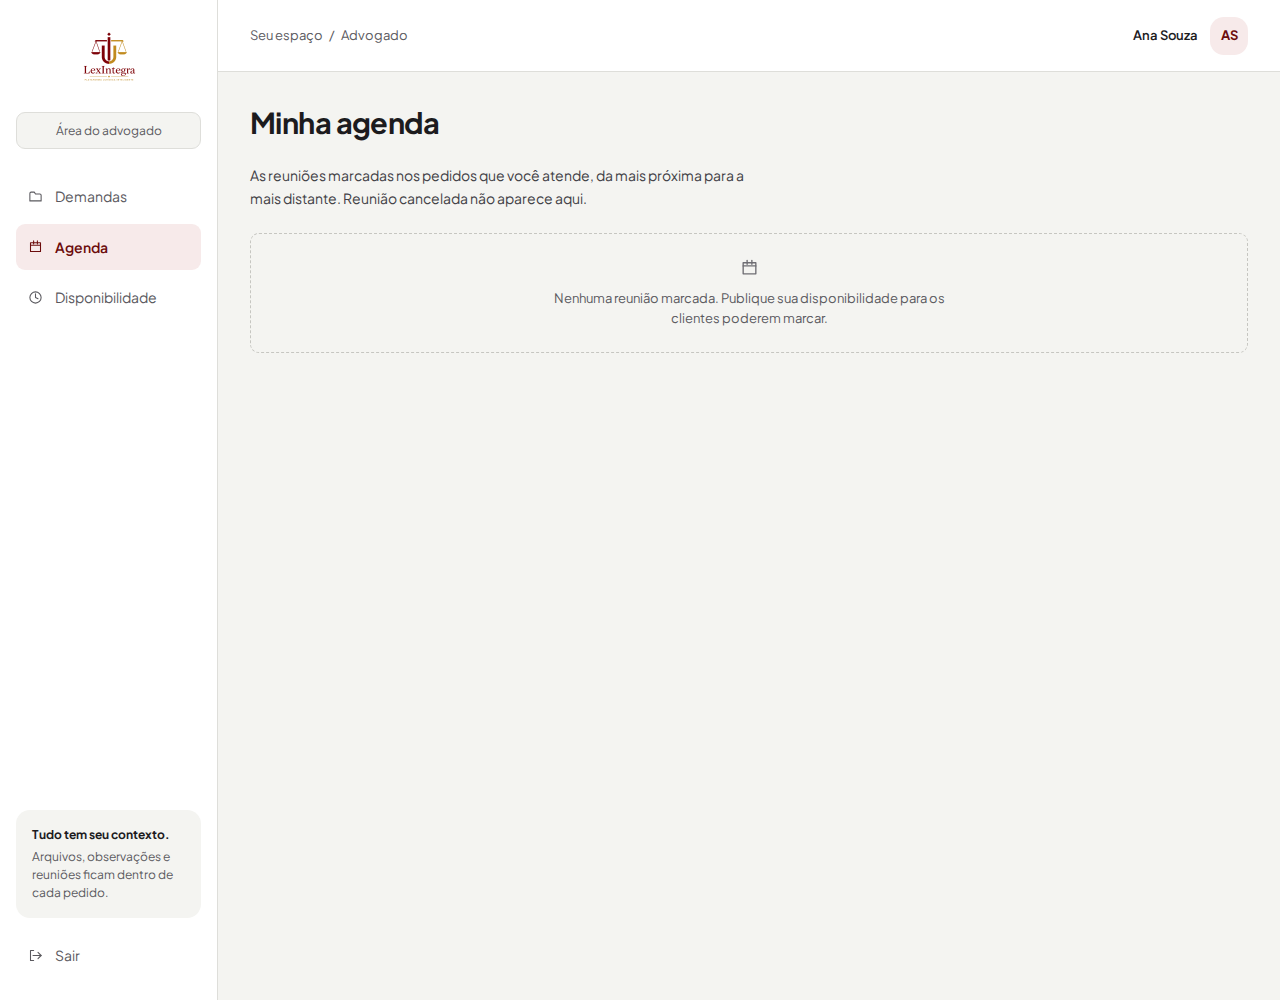 LexIntegra
Seu espaço / Advogado
Ana Souza
AS
Área do advogado
Demandas
Agenda
Disponibilidade
Minha agenda
As reuniões marcadas nos pedidos que você atende, da mais próxima para a
mais distante. Reunião cancelada não aparece aqui.
Nenhuma reunião marcada. Publique sua disponibilidade para os
clientes poderem marcar.
Tudo tem seu contexto.
Arquivos, observações e
reuniões ficam dentro de
cada pedido.
Sair